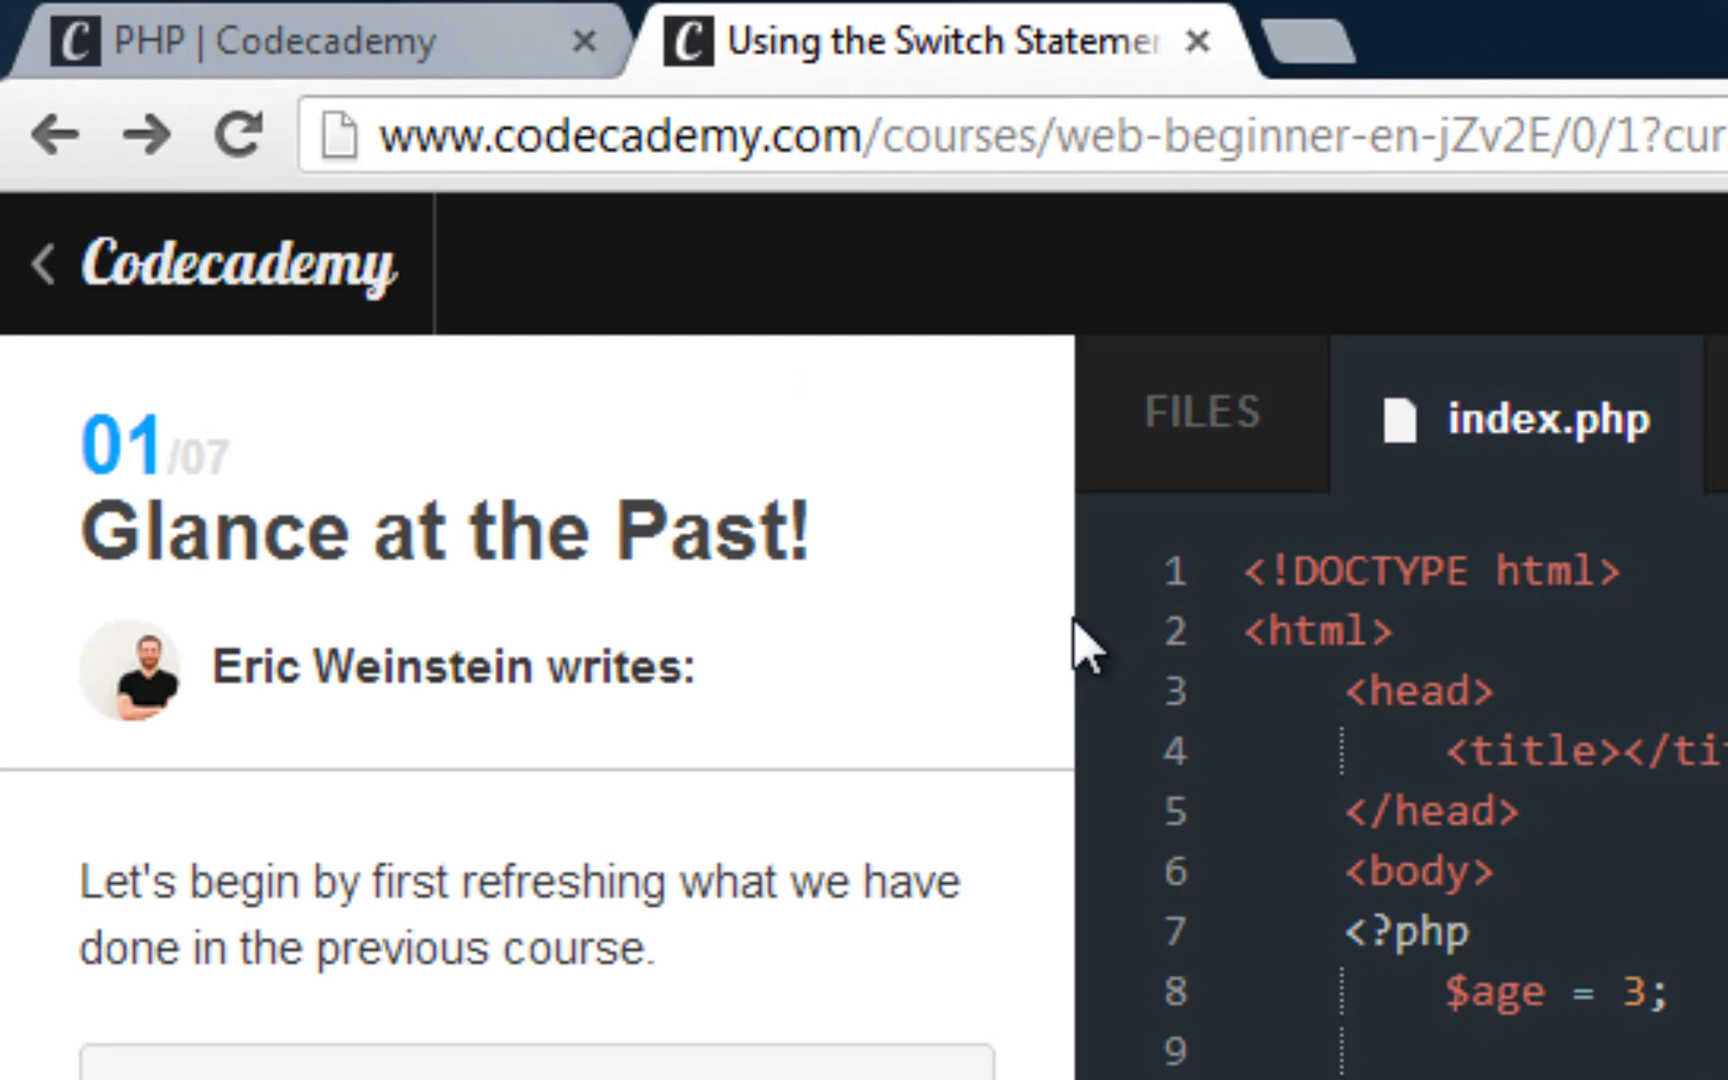 PHP | Codecademy
Using the Switch Statemen
www.codecademy.com/courses/web-beginner-en-jZv2E/0/1?cur
Codecademy
01/07
Glance at the Past!
Eric Weinstein writes:
Let's begin by first refreshing what we have
done in the previous course.
FILES
index.php
1 <!DOCTYPE html>
2 <html>
3 <head>
4 <title></ti
5 </head>
6 <body>
7 <?php
8 $age = 3;
9